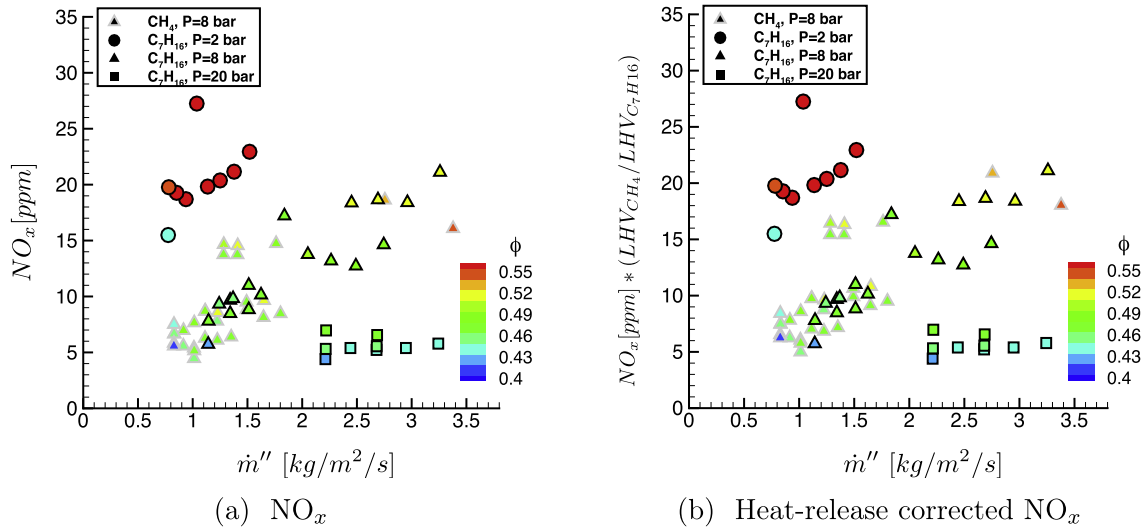 35
30
25
20
15
10
5
0
NOx[ppm]
CH4, P=8 bar
C7H16, P=2 bar
C7H16, P=8 bar
C7H16, P=20 bar
ϕ
0.55
0.52
0.49
0.46
0.43
0.4
0 0.5 1 1.5 2 2.5 3 3.5
ṁ″ [kg/m²/s]
(a) NOx
35
30
25
20
15
10
5
0
NOx[ppm] * (LHVCH4/LHVC7H16)
CH4, P=8 bar
C7H16, P=2 bar
C7H16, P=8 bar
C7H16, P=20 bar
ϕ
0.55
0.52
0.49
0.46
0.43
0.4
0 0.5 1 1.5 2 2.5 3 3.5
ṁ″ [kg/m²/s]
(b) Heat-release corrected NOx